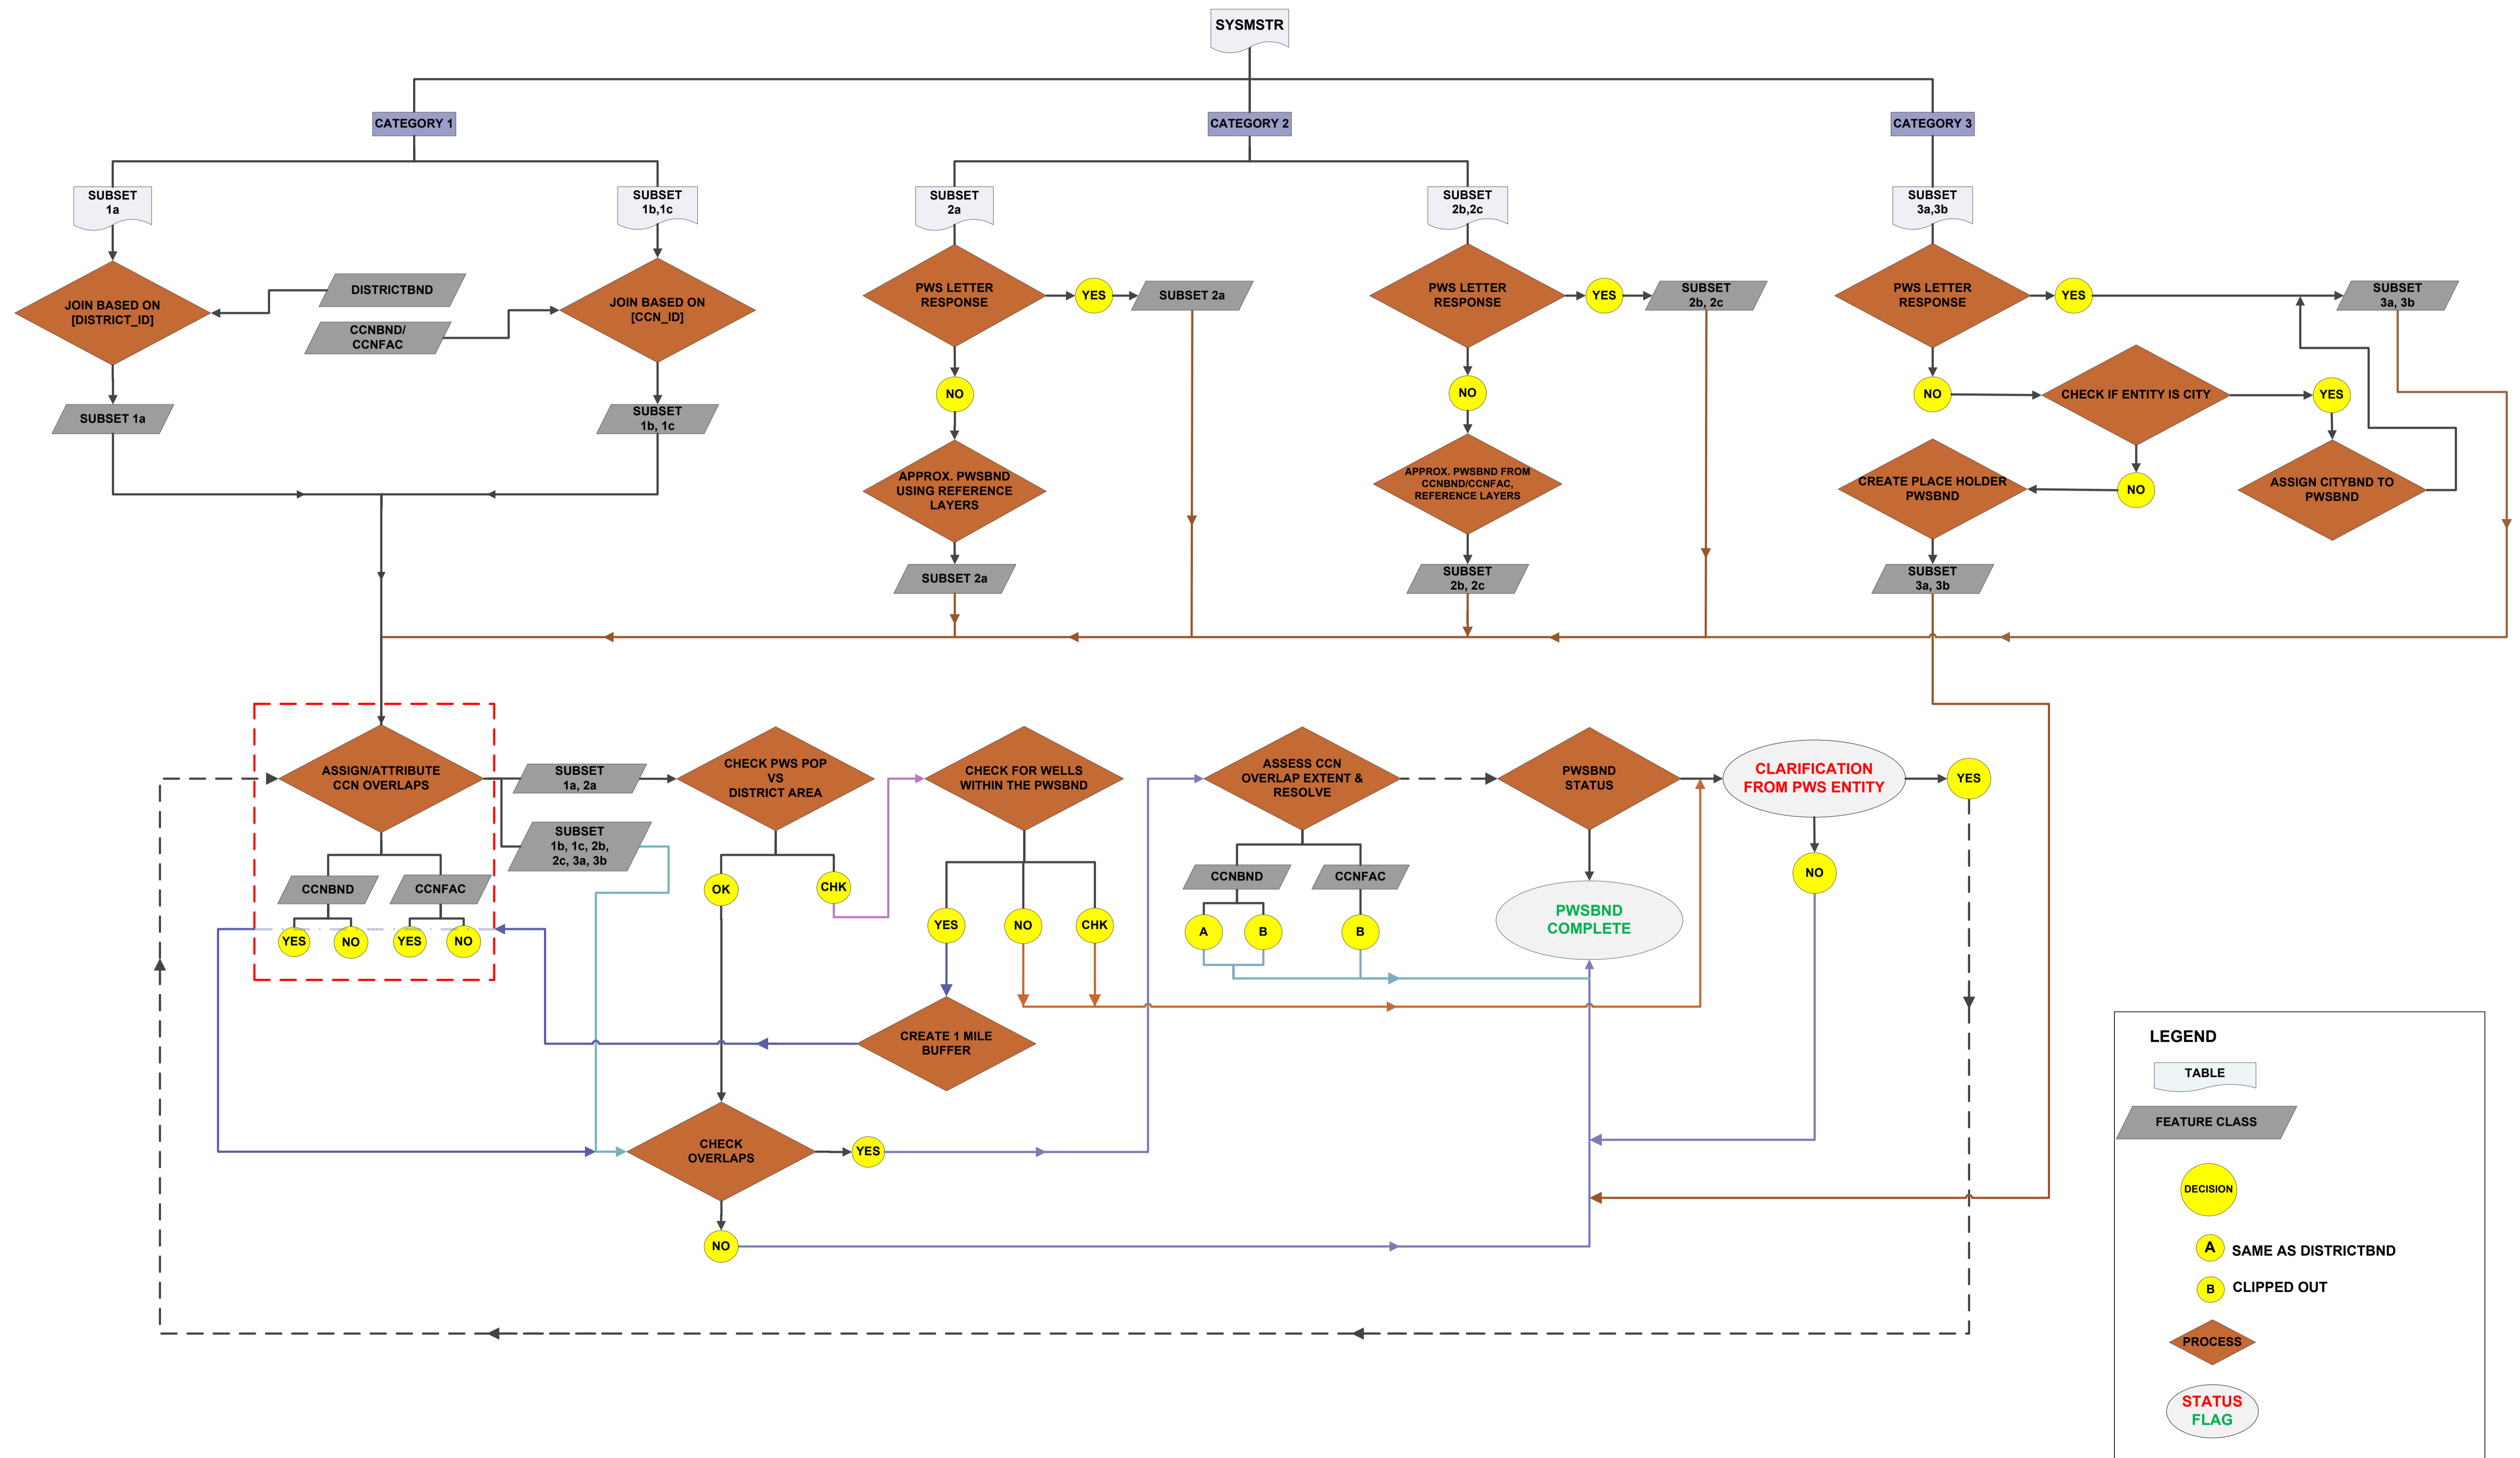 SYSMSTR
CATEGORY 1
CATEGORY 2
CATEGORY 3
SUBSET
1a
SUBSET
1b,1c
SUBSET
2a
SUBSET
2b,2c
SUBSET
3a,3b
JOIN BASED ON
[DISTRICT_ID]
DISTRICTBND
CCNBND/
CCNFAC
JOIN BASED ON
[CCN_ID]
PWS LETTER
RESPONSE
YES
SUBSET 2a
PWS LETTER
RESPONSE
YES
SUBSET
2b, 2c
PWS LETTER
RESPONSE
YES
SUBSET
3a, 3b
SUBSET 1a
SUBSET
1b, 1c
NO
NO
NO
CHECK IF ENTITY IS CITY
YES
APPROX. PWSBND
USING REFERENCE
LAYERS
APPROX. PWSBND FROM
CCNBND/CCNFAC,
REFERENCE LAYERS
CREATE PLACE HOLDER
PWSBND
NO
ASSIGN CITYBND TO
PWSBND
SUBSET 2a
SUBSET
2b, 2c
SUBSET
3a, 3b
ASSIGN/ATTRIBUTE
CCN OVERLAPS
SUBSET
1a, 2a
CHECK PWS POP
VS
DISTRICT AREA
CHECK FOR WELLS
WITHIN THE PWSBND
ASSESS CCN
OVERLAP EXTENT &
RESOLVE
PWSBND
STATUS
CLARIFICATION
FROM PWS ENTITY
YES
SUBSET
1b, 1c, 2b,
2c, 3a, 3b
CCNBND
CCNFAC
OK
CHK
CCNBND
CCNFAC
NO
YES
NO
YES
NO
YES
NO
CHK
A
B
B
PWSBND
COMPLETE
CREATE 1 MILE
BUFFER
CHECK
OVERLAPS
YES
NO
LEGEND
TABLE
FEATURE CLASS
DECISION
A
SAME AS DISTRICTBND
B
CLIPPED OUT
PROCESS
STATUS
FLAG